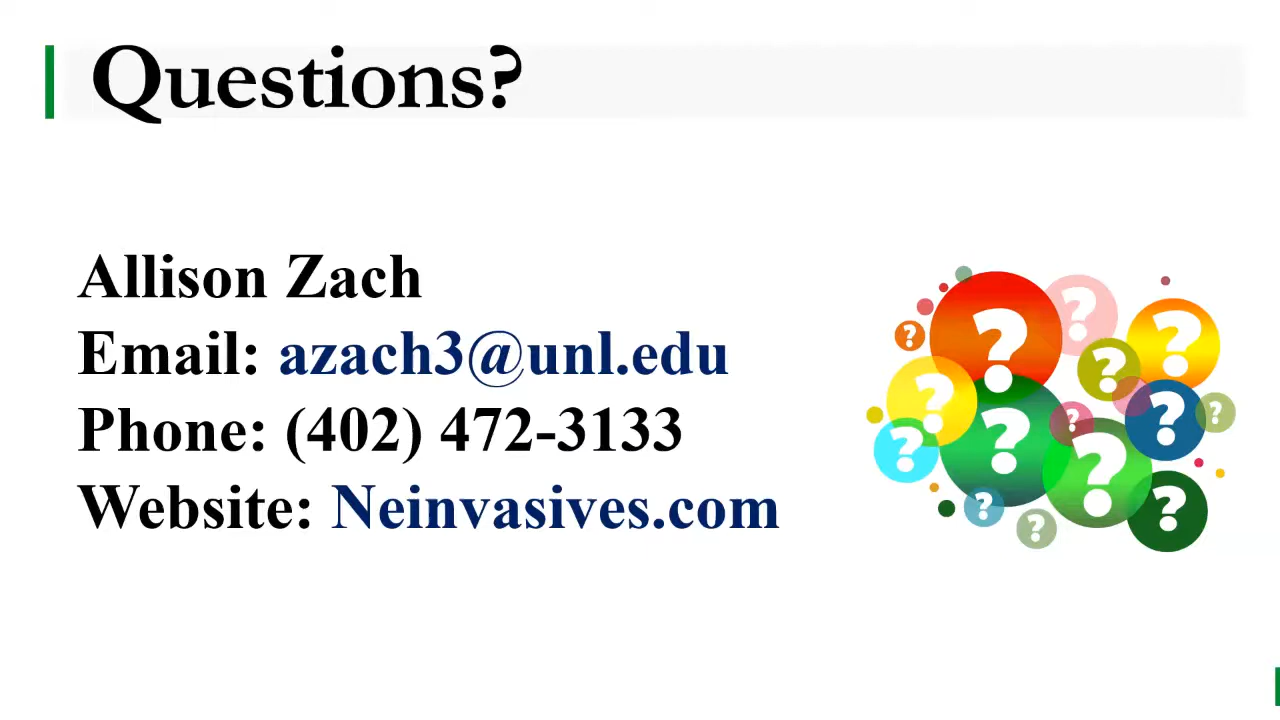 Questions?
Allison Zach
Email: azach3@unl.edu
Phone: (402) 472-3133
Website: Neinvasives.com
? ? ? ? ? ? ? ? ? ? ? ? ? ?